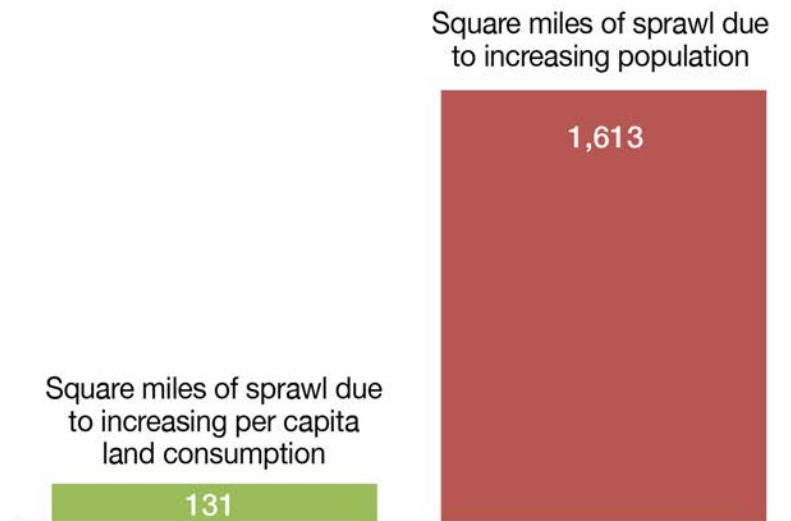 Square miles of sprawl due
to increasing population
1,613
Square miles of sprawl due
to increasing per capita
land consumption
131